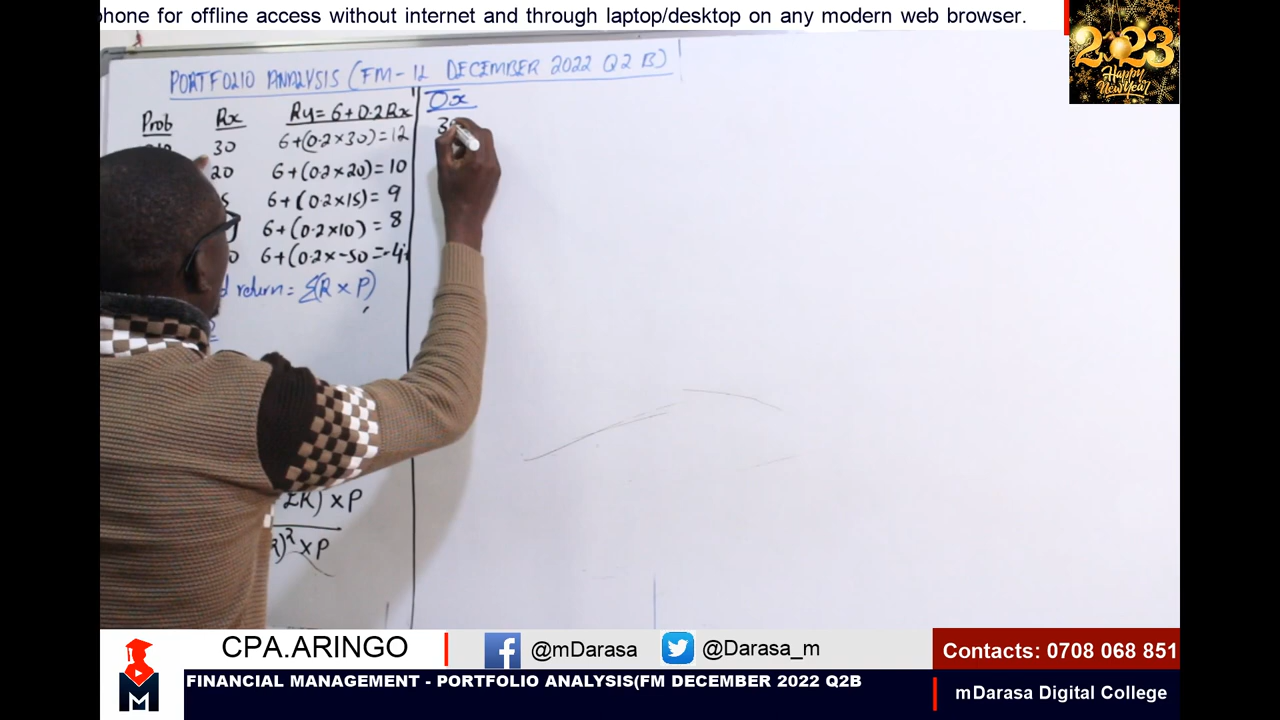 phone for offline access without internet and through laptop/desktop on any modern web browser.
2023
Happy
New Year
PORTFOLIO ANALYSIS (FM-12 DECEMBER 2022 Q2 B)
Prob Rx Ry = 6 + 0.2Rx
30 6 + (0.2 x 30) = 12
20 6 + (0.2 x 20) = 10
6 + (0.2 x 15) = 9
6 + (0.2 x 10) = 8
0 6 + (0.2 x -50 = -4
return = Σ(R x P)
x P
)² x P
σx
CPA.ARINGO
@mDarasa
@Darasa_m
Contacts: 0708 068 851
M
FINANCIAL MANAGEMENT - PORTFOLIO ANALYSIS(FM DECEMBER 2022 Q2B
mDarasa Digital College